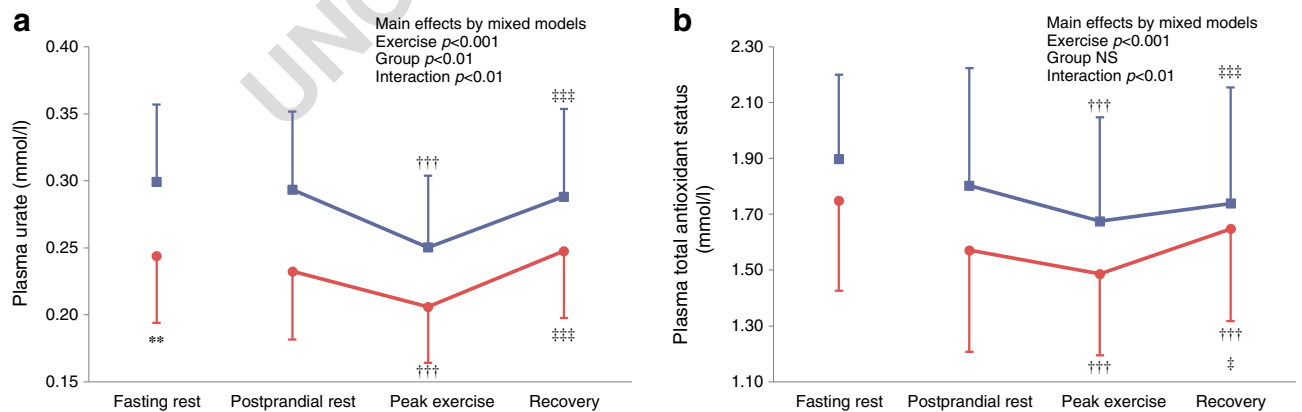 a
Main effects by mixed models
Exercise p<0.001
Group p<0.01
Interaction p<0.01
Plasma urate (mmol/l)
0.40
0.35
0.30
0.25
0.20
0.15
‡‡‡
†††
**
‡‡‡
†††
Fasting rest Postprandial rest Peak exercise Recovery
UNC
b
Main effects by mixed models
Exercise p<0.001
Group NS
Interaction p<0.01
Plasma total antioxidant status
(mmol/l)
2.30
2.10
1.90
1.70
1.50
1.30
1.10
‡‡‡
†††
†††
†††
‡
Fasting rest Postprandial rest Peak exercise Recovery